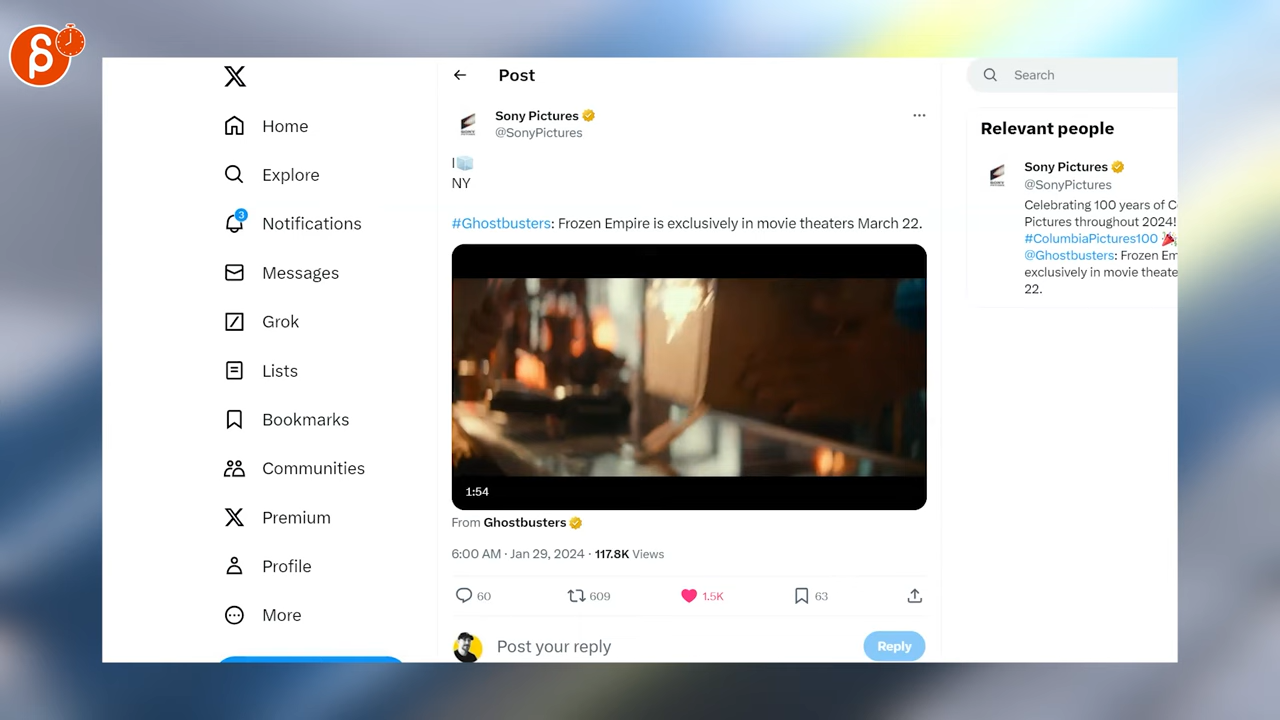 Home
Explore
3
Notifications
Messages
Grok
Lists
Bookmarks
Communities
Premium
Profile
More
Post
Sony Pictures
@SonyPictures
I🧊
NY
#Ghostbusters: Frozen Empire is exclusively in movie theaters March 22.
1:54
From Ghostbusters
6:00 AM · Jan 29, 2024 · 117.8K Views
60 609 1.5K 63
Post your reply
Reply
Search
Relevant people
Sony Pictures
@SonyPictures
Celebrating 100 years of
Pictures throughout 2024!
#ColumbiaPictures100 🎉
@Ghostbusters: Frozen
exclusively in movie
22.